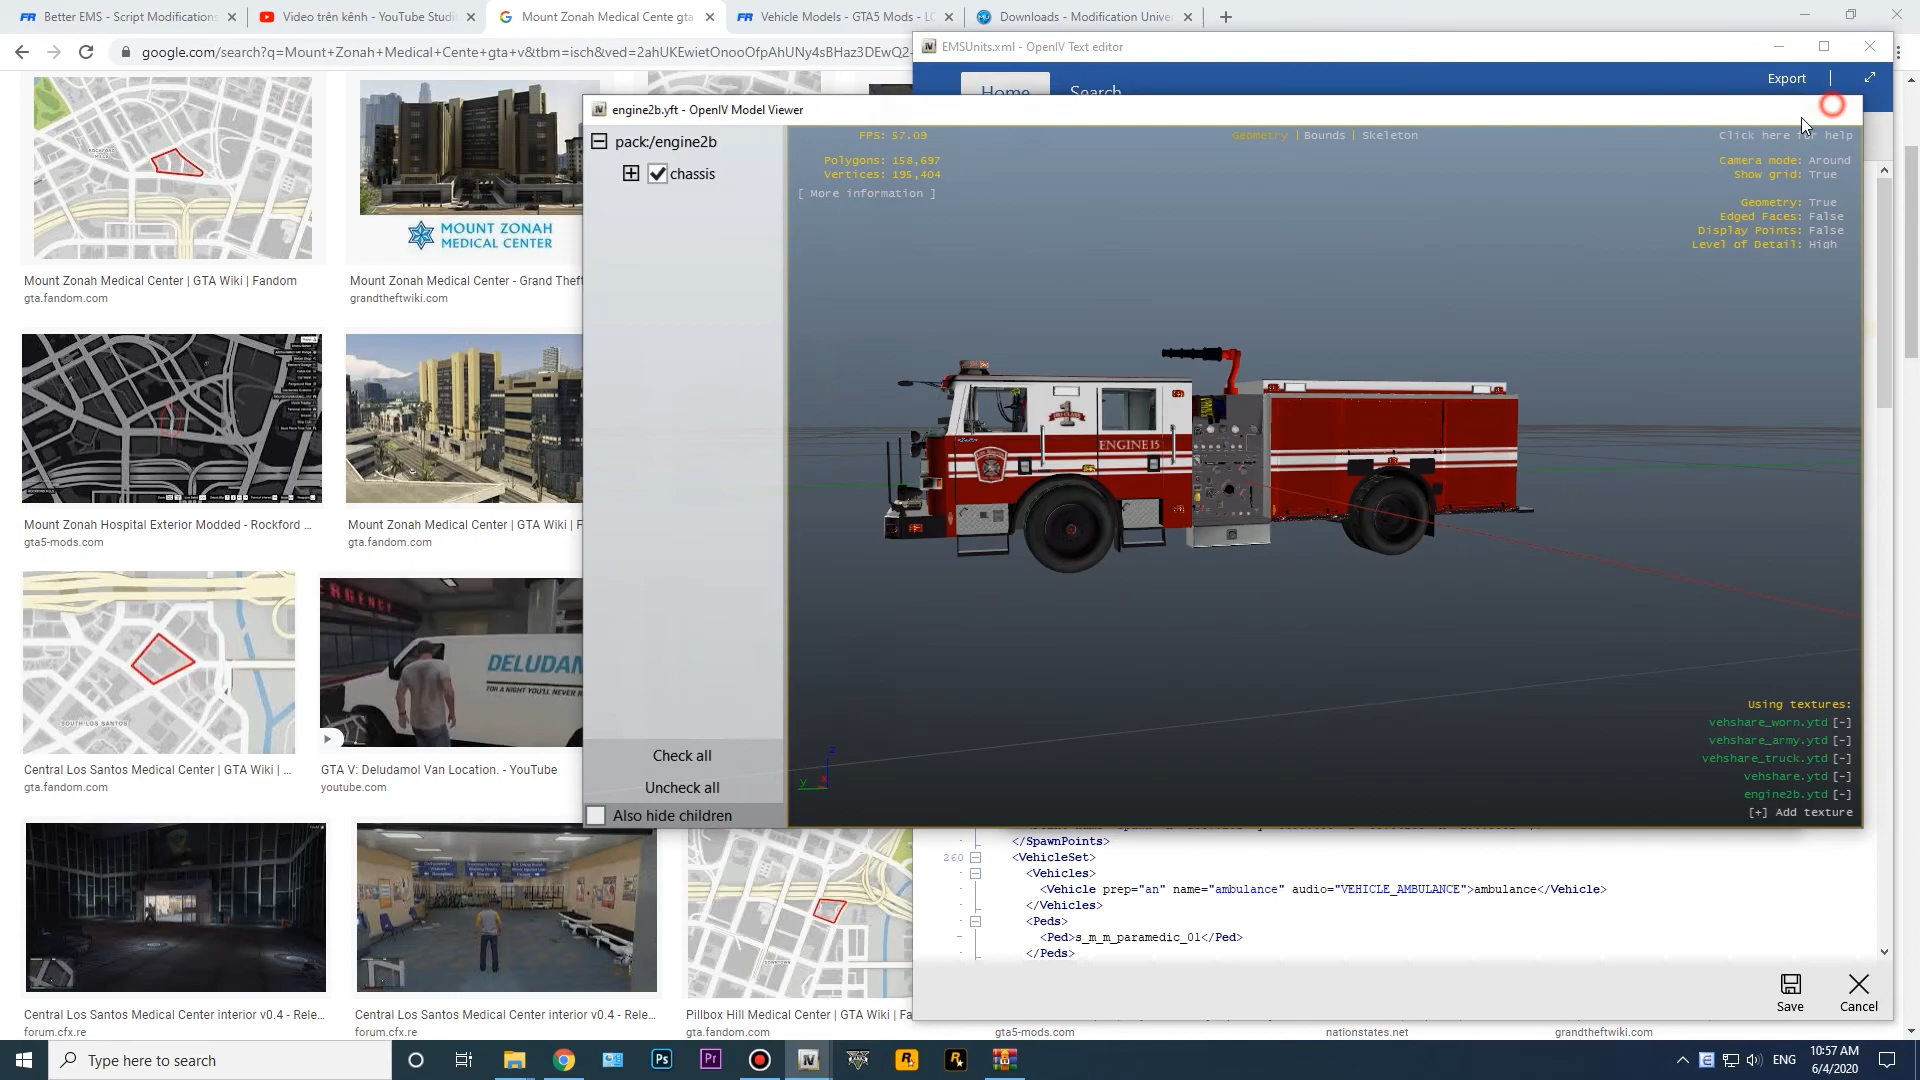 Better EMS - Script Modifications
Video trên kênh - YouTube Studi
Mount Zonah Medical Cente gta
Vehicle Models - GTA5 Mods - LC
Downloads - Modification Unive
google.com/search?q=Mount+Zonah+Medical+Cente+gta+v&tbm=isch&ved=2ahUKEwietOnooOfpAhUNy4sBHaz3DEwQ2-
EMSUnits.xml - OpenIV Text editor
Export
Home
Search
engine2b.yft - OpenIV Model Viewer
pack:/engine2b
chassis
FPS: 57.09
Geometry | Bounds | Skeleton
Click here for help
Polygons: 158,697
Vertices: 195,404
[ More information ]
Camera mode: Around
Show grid: True
Geometry: True
Edged Faces: False
Display Points: False
Level of Detail: High
1
ENGINE 15
Using textures:
vehshare_worn.ytd [-]
vehshare_army.ytd [-]
vehshare_truck.ytd [-]
vehshare.ytd [-]
engine2b.ytd [-]
[+] Add texture
Check all
Uncheck all
Also hide children
MOUNT ZONAH
MEDICAL CENTER
Mount Zonah Medical Center | GTA Wiki | Fandom
gta.fandom.com
Mount Zonah Medical Center - Grand Theft
grandtheftwiki.com
Mount Zonah Hospital Exterior Modded - Rockford ...
gta5-mods.com
Mount Zonah Medical Center | GTA Wiki | F
gta.fandom.com
SOUTH LOS SANTOS
DELUDAM
FOR A NIGHT YOU'LL NEVER R
Central Los Santos Medical Center | GTA Wiki | ...
gta.fandom.com
GTA V: Deludamol Van Location. - YouTube
youtube.com
Central Los Santos Medical Center interior v0.4 - Rele...
forum.cfx.re
Central Los Santos Medical Center interior v0.4 - Rele...
forum.cfx.re
Pillbox Hill Medical Center | GTA Wiki | Fa
gta.fandom.com
gta5-mods.com
nationstates.net
grandtheftwiki.com
</SpawnPoints>
260
<VehicleSet>
<Vehicles>
<Vehicle prep="an" name="ambulance" audio="VEHICLE_AMBULANCE">ambulance</Vehicle>
</Vehicles>
<Peds>
<Ped>s_m_m_paramedic_01</Ped>
</Peds>
Save
Cancel
Type here to search
ENG
10:57 AM
6/4/2020